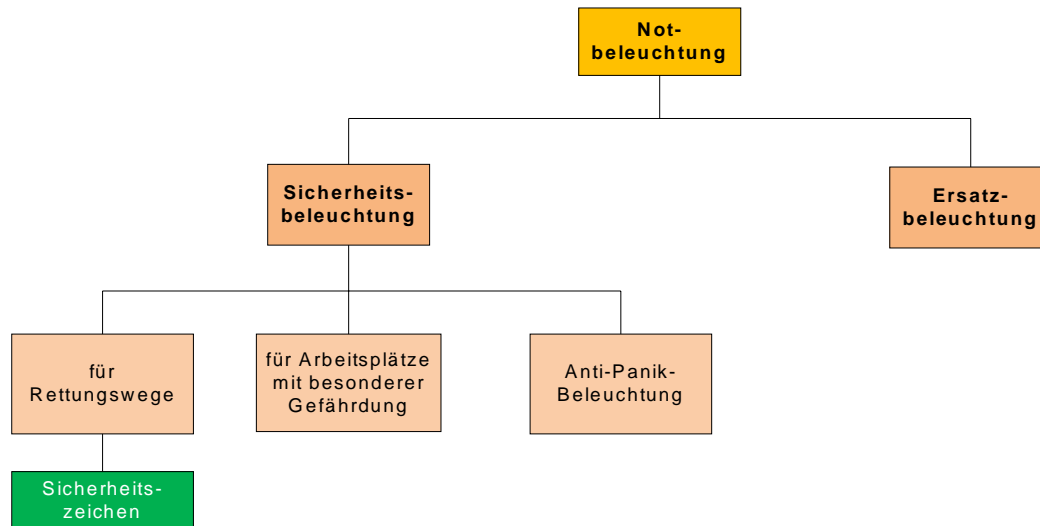 Not-
beleuchtung
Sicherheits-
beleuchtung
Ersatz-
beleuchtung
für
Rettungswege
für Arbeitsplätze
mit besonderer
Gefährdung
Anti-Panik-
Beleuchtung
Sicherheits-
zeichen